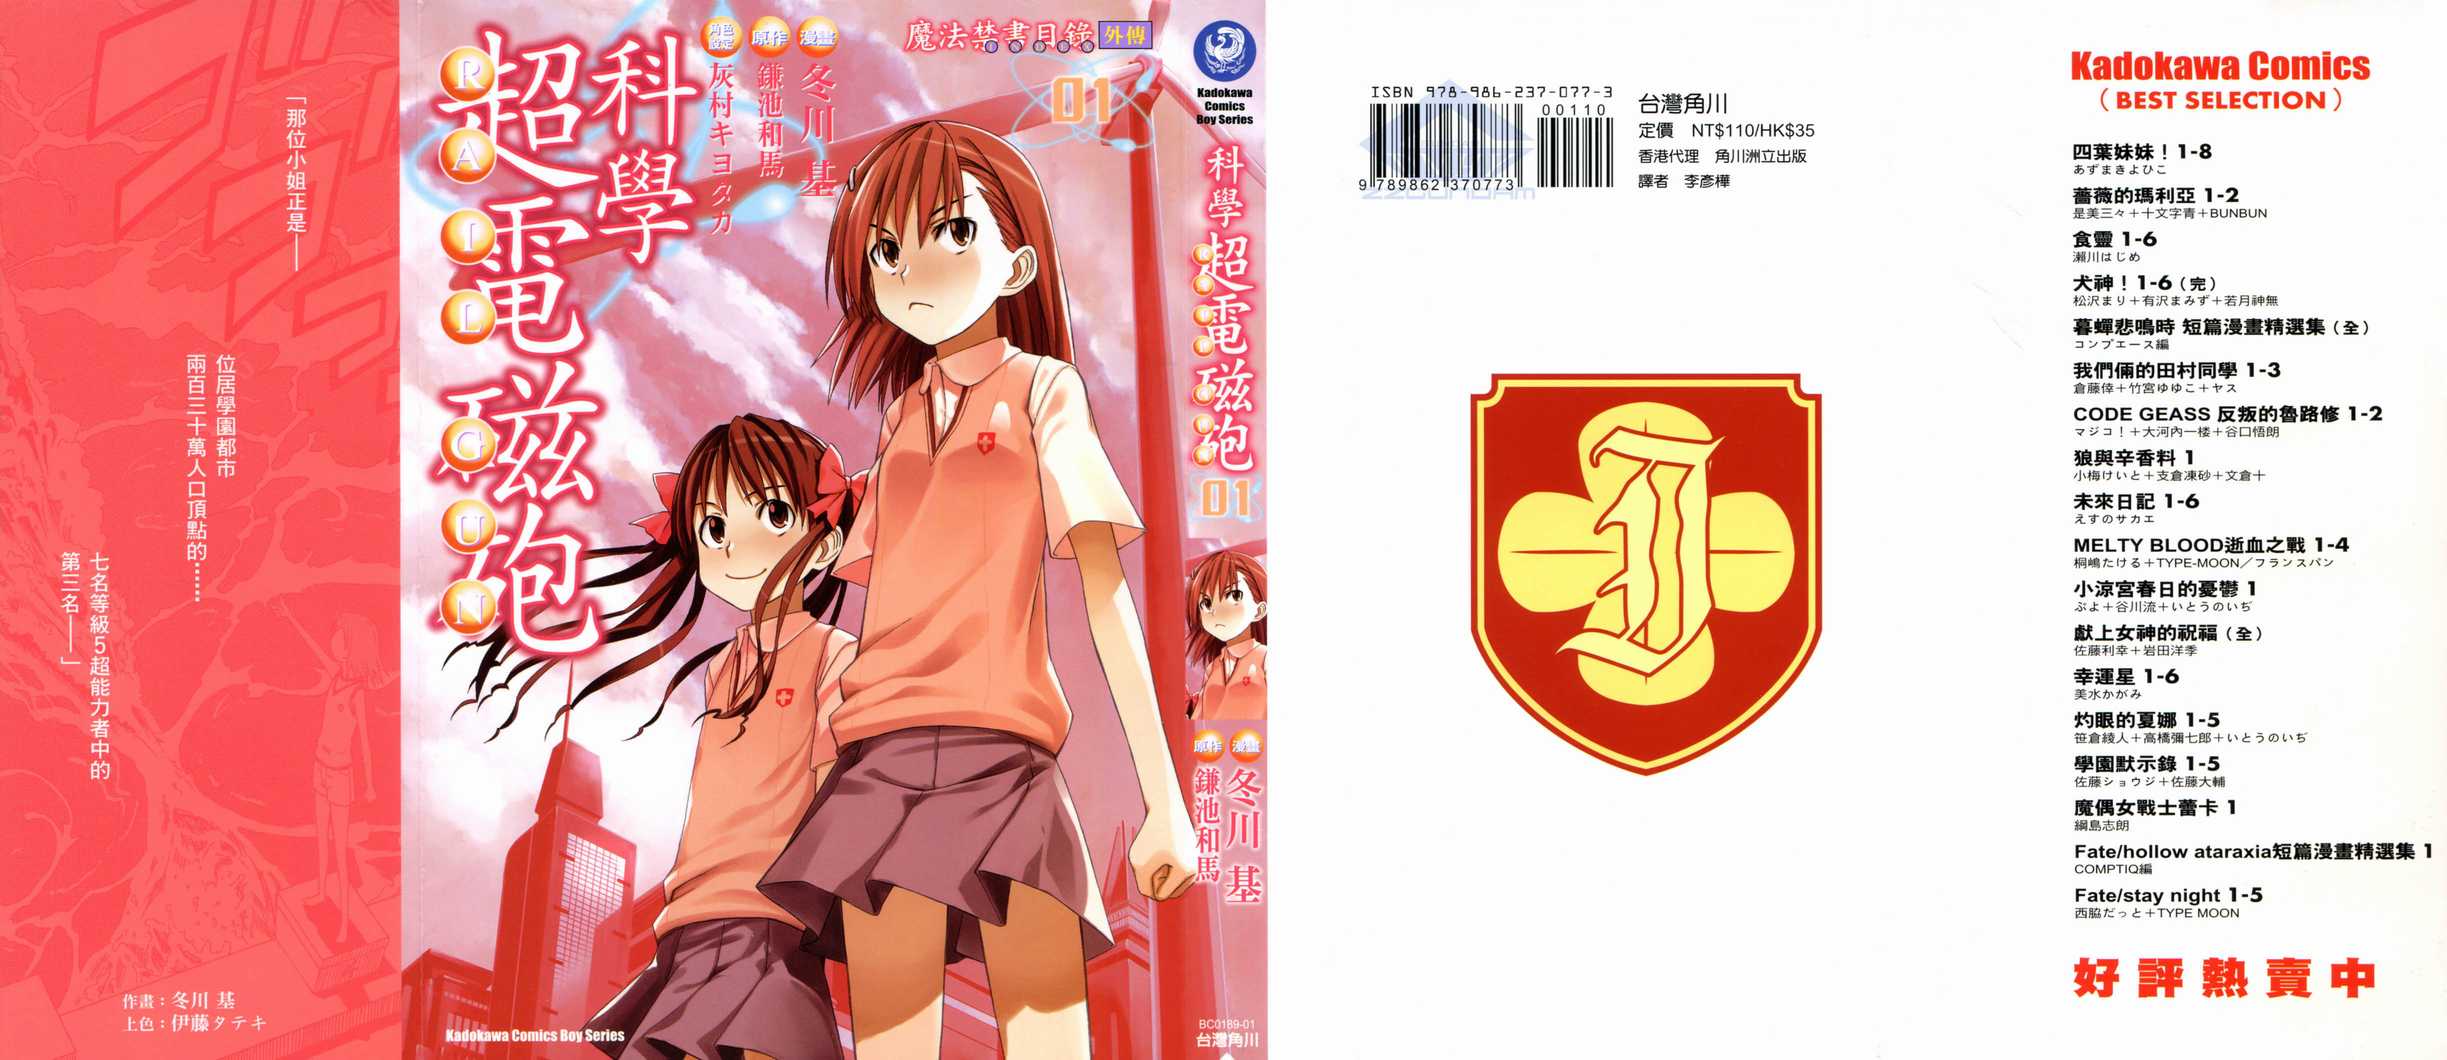 「那位小姐正是——
位居學園都市
兩百三十萬人口頂點的……
七名等級5超能力者中的
第三名——」
作畫：冬川 基
上色：伊藤タテキ
魔法禁書目錄 外傳
INDEX
01
漫畫
冬川 基
原作
鎌池和馬
角色設定
灰村キヨタカ
科學
超電磁砲
RAILGUN
Kadokawa Comics Boy Series
Kadokawa
Comics
Boy Series
科學超電磁砲
RAILGUN
01
漫畫
冬川 基
原作
鎌池和馬
BC0189-01
台灣角川
ISBN 978-986-237-077-3
00110
9 789862 370773
台灣角川
定價 NT$110/HK$35
香港代理 角川洲立出版
譯者 李彥樺
Kadokawa Comics
（BEST SELECTION）
四葉妹妹！1-8
あずまきよひこ
薔薇的瑪利亞 1-2
是美三々＋十文字青＋BUNBUN
食靈 1-6
瀬川はじめ
犬神！1-6（完）
松沢まり＋有沢まみず＋若月神無
暮蟬悲鳴時 短篇漫畫精選集（全）
コンプエース編
我們倆的田村同學 1-3
倉藤倖＋竹宮ゆゆこ＋ヤス
CODE GEASS 反叛的魯路修 1-2
マジコ！＋大河內一楼＋谷口悟朗
狼與辛香料 1
小梅けいと＋支倉凍砂＋文倉十
未來日記 1-6
えすのサカエ
MELTY BLOOD逝血之戰 1-4
桐嶋たける＋TYPE-MOON／フランスパン
小涼宮春日的憂鬱 1
ぷよ＋谷川流＋いとうのいぢ
獻上女神的祝福（全）
佐藤利幸＋岩田洋季
幸運星 1-6
美水かがみ
灼眼的夏娜 1-5
笹倉綾人＋高橋彌七郎＋いとうのいぢ
學園默示錄 1-5
佐藤ショウジ＋佐藤大輔
魔偶女戰士蕾卡 1
綱島志朗
Fate/hollow ataraxia短篇漫畫精選集 1
COMPTIQ編
Fate/stay night 1-5
西脇だっと＋TYPE MOON
好評熱賣中